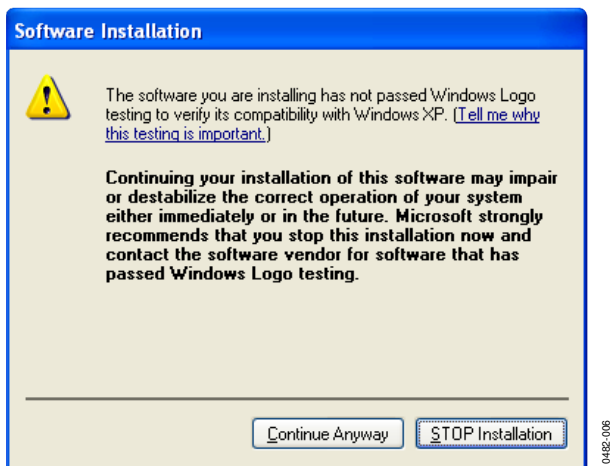 Software Installation
The software you are installing has not passed Windows Logo
testing to verify its compatibility with Windows XP. (Tell me why
this testing is important.)
Continuing your installation of this software may impair
or destabilize the correct operation of your system
either immediately or in the future. Microsoft strongly
recommends that you stop this installation now and
contact the software vendor for software that has
passed Windows Logo testing.
Continue Anyway
STOP Installation
0482-006